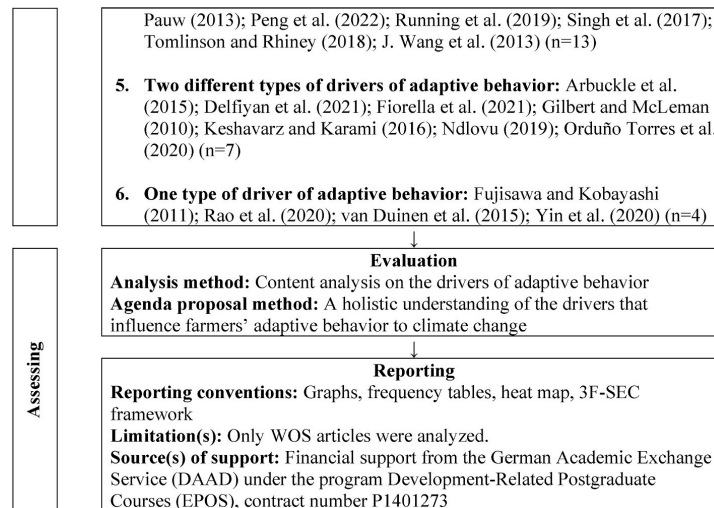 Pauw (2013); Peng et al. (2022); Running et al. (2019); Singh et al. (2017);
Tomlinson and Rhiney (2018); J. Wang et al. (2013) (n=13)
5. Two different types of drivers of adaptive behavior: Arbuckle et al.
(2015); Delfiyan et al. (2021); Fiorella et al. (2021); Gilbert and McLeman
(2010); Keshavarz and Karami (2016); Ndlovu (2019); Orduño Torres et al.
(2020) (n=7)
6. One type of driver of adaptive behavior: Fujisawa and Kobayashi
(2011); Rao et al. (2020); van Duinen et al. (2015); Yin et al. (2020) (n=4)
↓
Evaluation
Analysis method: Content analysis on the drivers of adaptive behavior
Agenda proposal method: A holistic understanding of the drivers that
influence farmers' adaptive behavior to climate change
↓
Assessing
Reporting
Reporting conventions: Graphs, frequency tables, heat map, 3F-SEC
framework
Limitation(s): Only WOS articles were analyzed.
Source(s) of support: Financial support from the German Academic Exchange
Service (DAAD) under the program Development-Related Postgraduate
Courses (EPOS), contract number P1401273